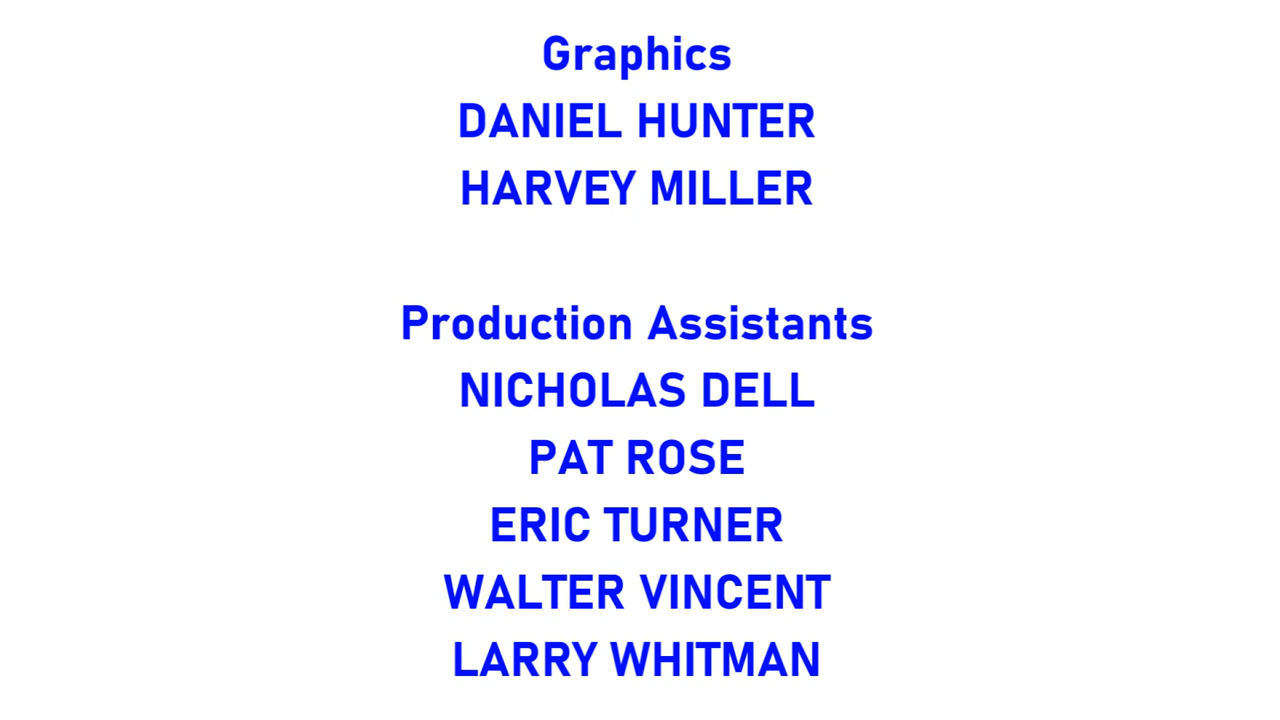 Graphics
DANIEL HUNTER
HARVEY MILLER
Production Assistants
NICHOLAS DELL
PAT ROSE
ERIC TURNER
WALTER VINCENT
LARRY WHITMAN